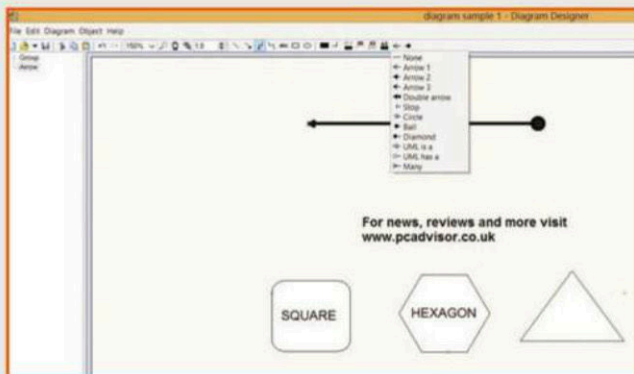 diagram sample 1 - Diagram Designer
File Edit Diagram Object Help
150% 1.0
Group
Arrow
None
Arrow 1
Arrow 2
Arrow 3
Double arrow
Stop
Circle
Ball
Diamond
UML is a
UML has a
Many
For news, reviews and more visit
www.pcadvisor.co.uk
SQUARE
HEXAGON